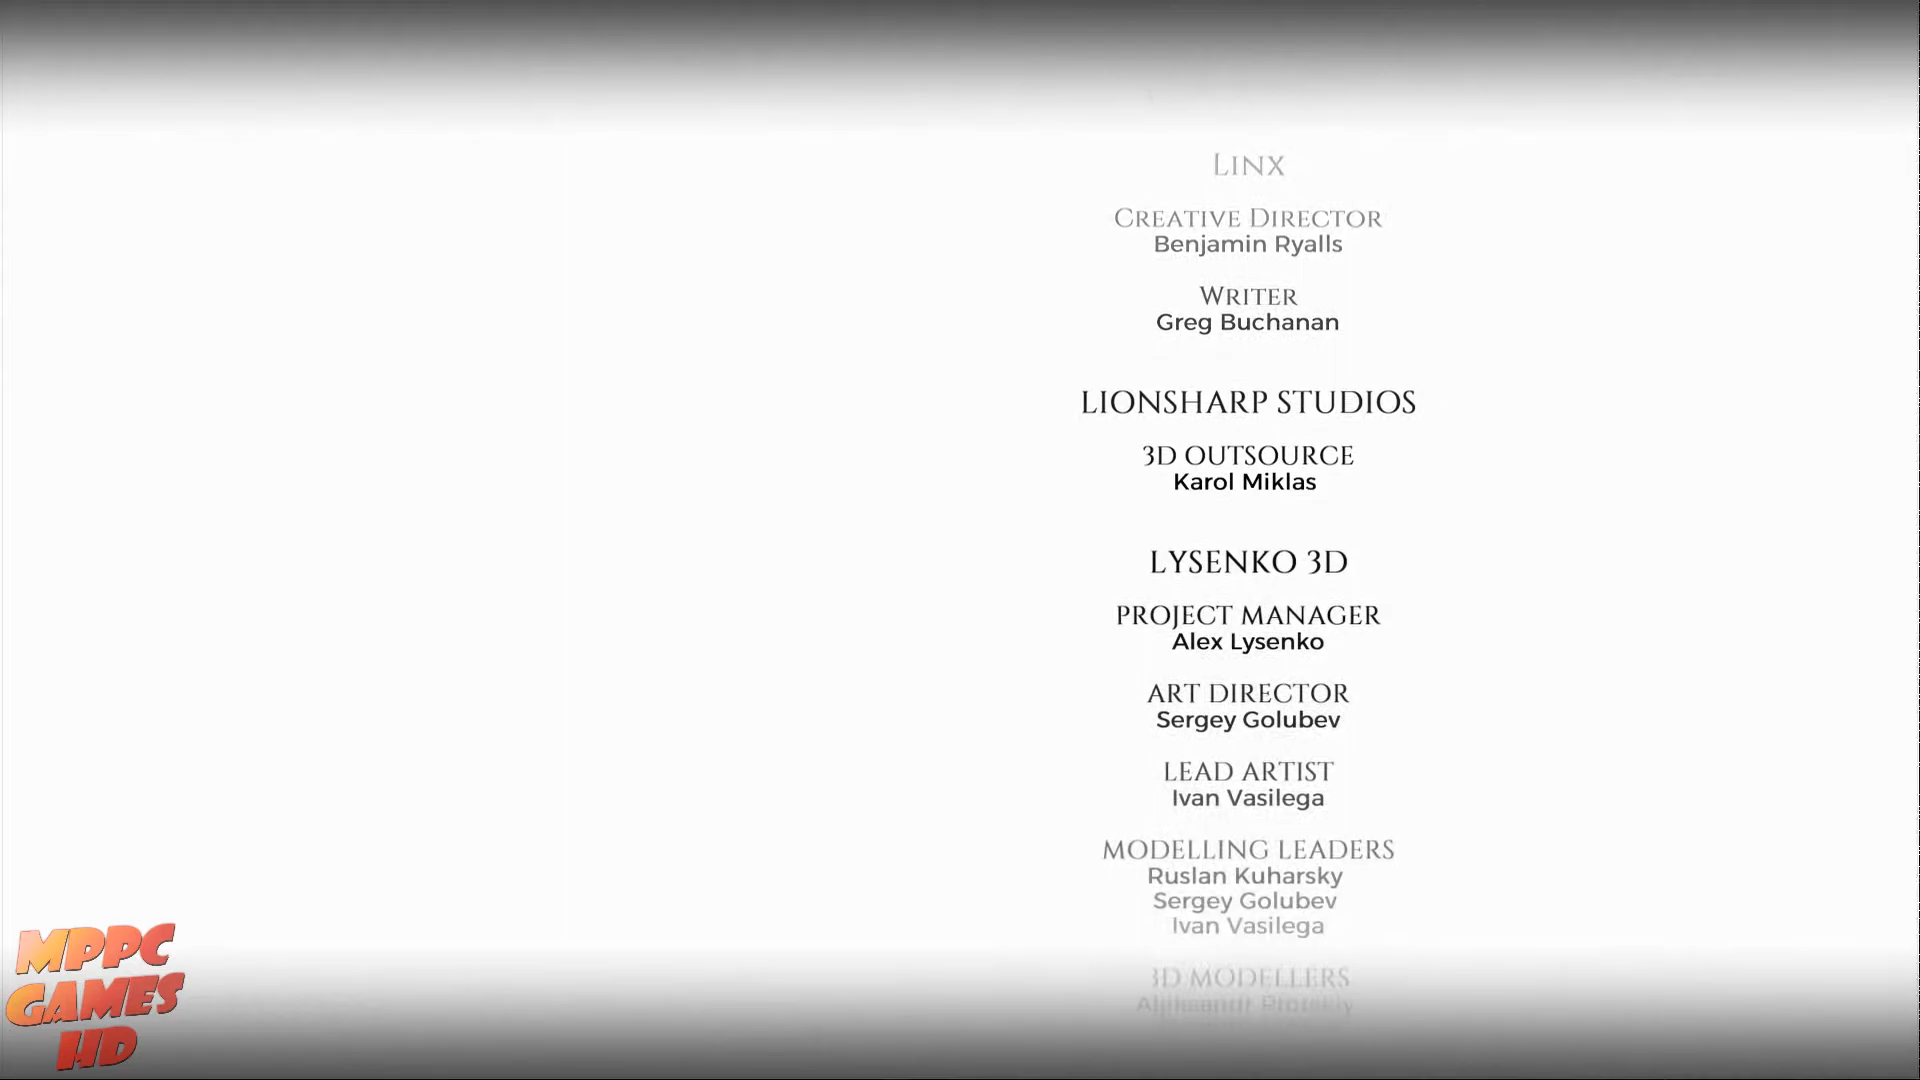 Linx
Creative Director
Benjamin Ryalls
Writer
Greg Buchanan
LIONSHARP STUDIOS
3D OUTSOURCE
Karol Miklas
LYSENKO 3D
PROJECT MANAGER
Alex Lysenko
ART DIRECTOR
Sergey Golubev
LEAD ARTIST
Ivan Vasilega
MODELLING LEADERS
Ruslan Kuharsky
Sergey Golubev
Ivan Vasilega
3D MODELLERS
MPPC
GAMES
HD